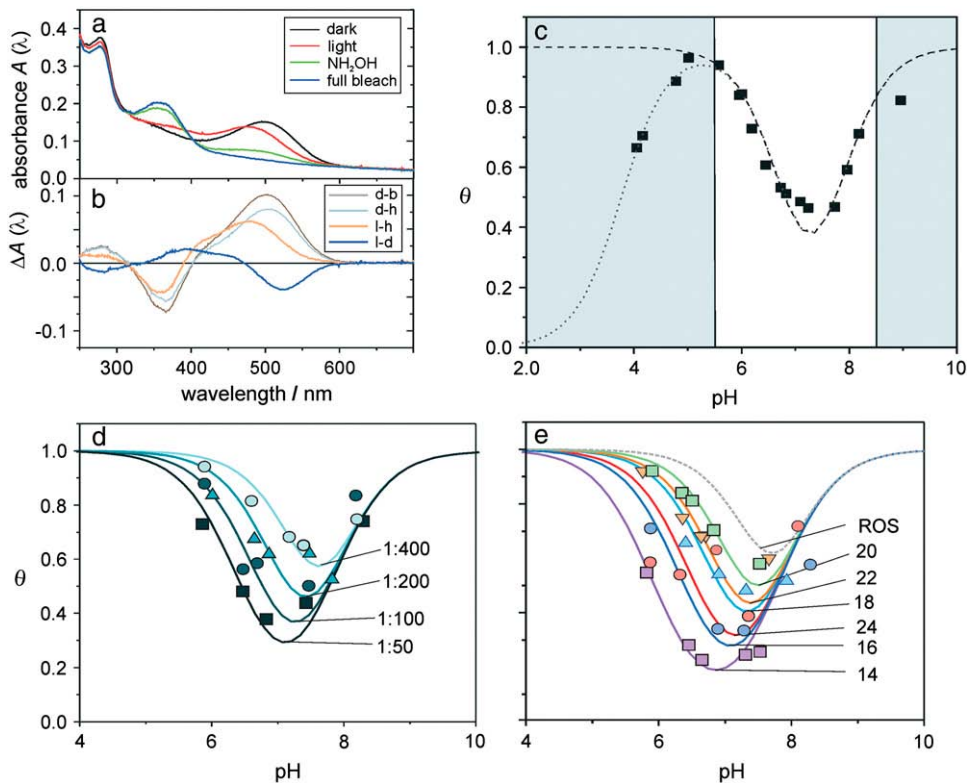 a
absorbance A (λ)
0.4
0.3
0.2
0.1
0.0
dark
light
NH2OH
full bleach
b
ΔA (λ)
0.1
0.0
-0.1
d-b
d-h
l-h
l-d
300 400 500 600
wavelength / nm
c
θ
1.0
0.8
0.6
0.4
0.2
0.0
2.0 4 6 8 10
pH
d
θ
1.0
0.8
0.6
0.4
0.2
0.0
1:400
1:200
1:100
1:50
4 6 8 10
pH
e
ROS
20
22
18
24
16
14
4 6 8 10
pH